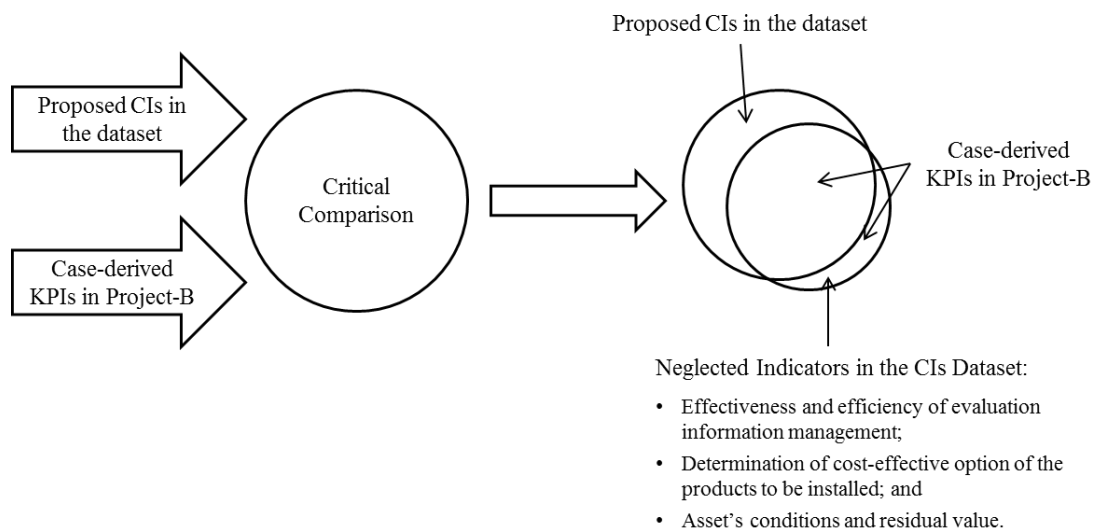 Proposed CIs in the dataset
Proposed CIs in
the dataset
Critical
Comparison
Case-derived
KPIs in Project-B
Case-derived
KPIs in Project-B
Neglected Indicators in the CIs Dataset:
• Effectiveness and efficiency of evaluation
information management;
• Determination of cost-effective option of the
products to be installed; and
• Asset's conditions and residual value.